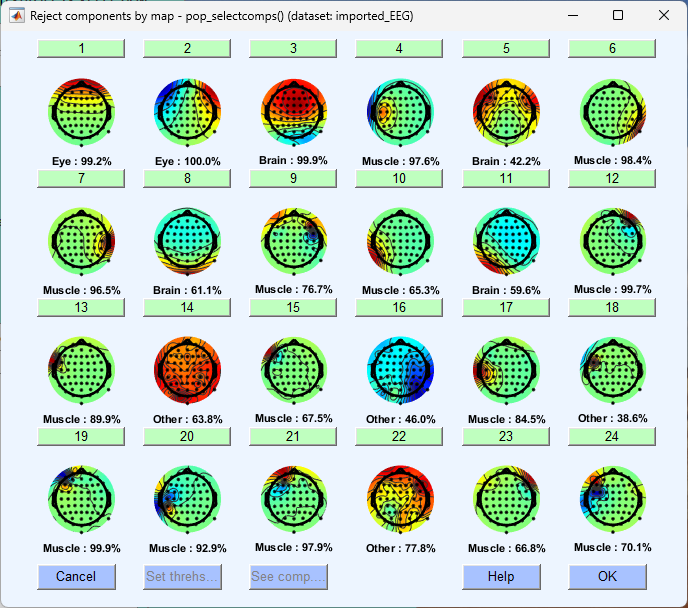 Reject components by map - pop_selectcomps() (dataset: imported_EEG)
1 2 3 4 5 6
Eye : 99.2% Eye : 100.0% Brain : 99.9% Muscle : 97.6% Brain : 42.2% Muscle : 98.4%
7 8 9 10 11 12
Muscle : 96.5% Brain : 61.1% Muscle : 76.7% Muscle : 65.3% Brain : 59.6% Muscle : 99.7%
13 14 15 16 17 18
Muscle : 89.9% Other : 63.8% Muscle : 67.5% Other : 46.0% Muscle : 84.5% Other : 38.6%
19 20 21 22 23 24
Muscle : 99.9% Muscle : 92.9% Muscle : 97.9% Other : 77.8% Muscle : 66.8% Muscle : 70.1%
Cancel Set threhs... See comp.... Help OK